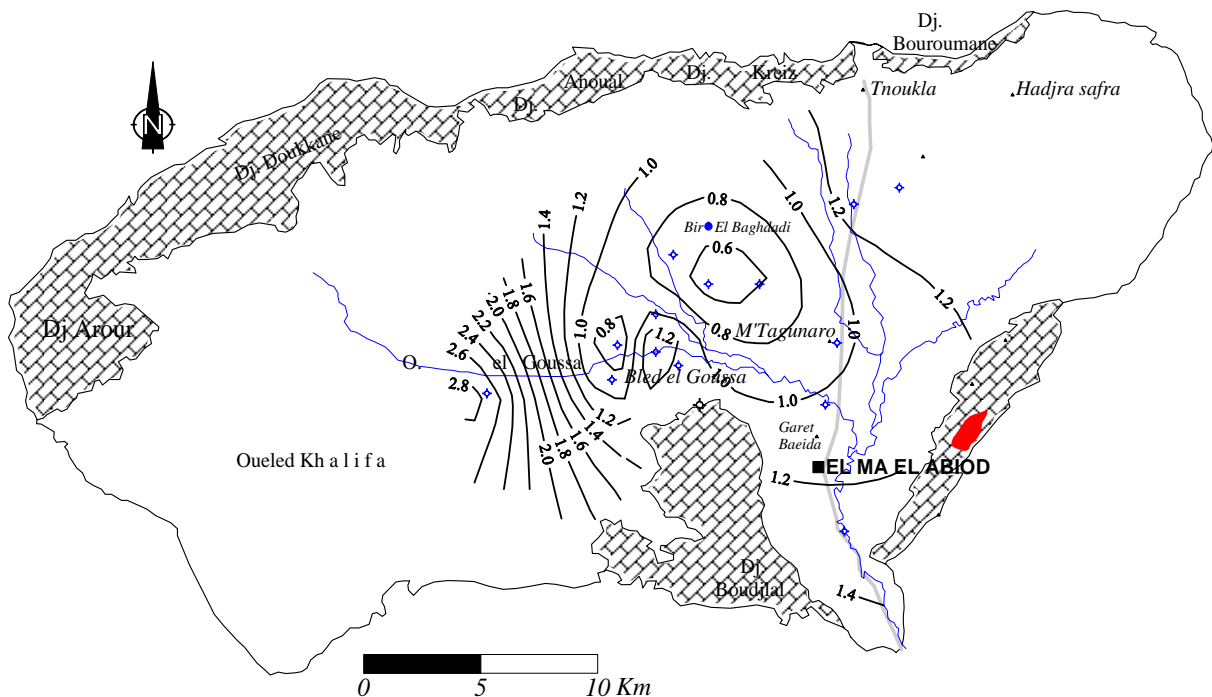 Dj.
Bouroumane
Anoual
Dj.
Dj.
Kreiz
Tnoukla
Hadjra safra
N
Dj. Doukkane
1.0
1.2
1.4
0.8
1.0
1.2
Bir El Baghdadi
0.6
1.6
1.8
2.0
2.2
2.4
2.6
2.8
1.0
0.8
1.2
0.8
M'Tagunaro
1.0
1.2
Dj Arour
O. el Goussa
Bled el Goussa
1.0
1.0
1.2
1.4
1.6
1.8
2.0
Garet
Baeida
Oueled Kh a l i f a
EL MA EL ABIOD
1.2
Dj.
Boudjlal
1.4
0 5 10 Km